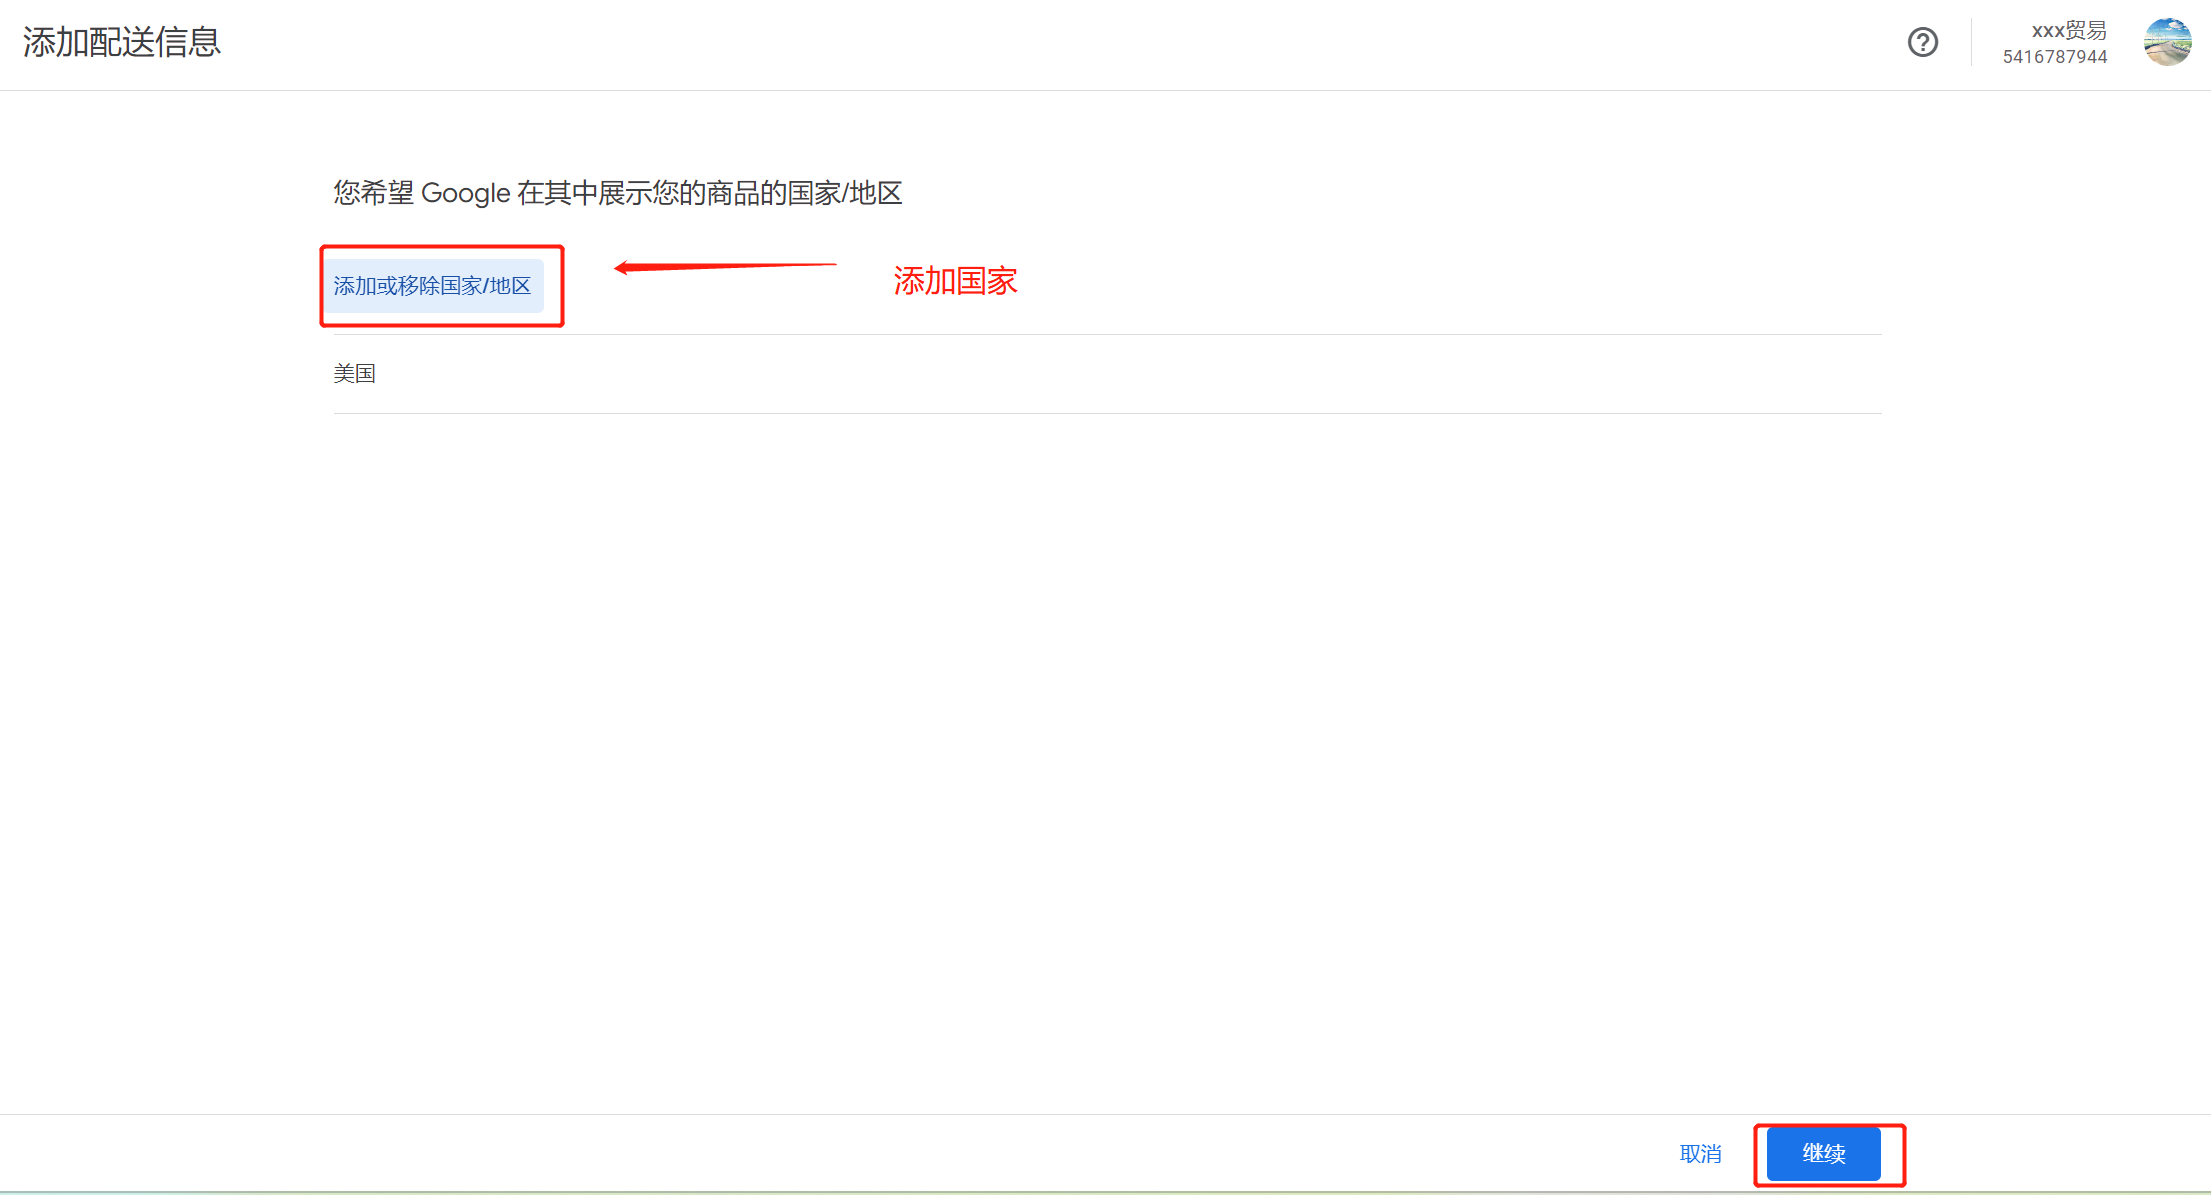 添加配送信息
xxx贸易
5416787944
您希望 Google 在其中展示您的商品的国家/地区
添加或移除国家/地区
添加国家
美国
取消
继续